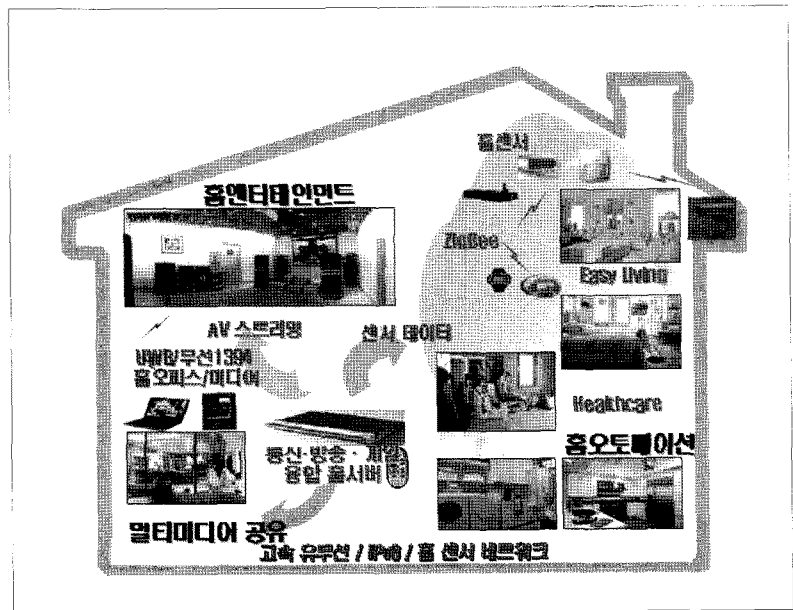 홈센서
홈엔터테인먼트
ZigBee
Easy Living
AV 스트리밍
센서 데이터
UWB/무선1394
홈오피스/미디어
Healthcare
홈오토메이션
통신·방송·게임
융합 홈서버
멀티미디어 공유
고속 유무선 / IPv6 / 홈 센서 네트워크